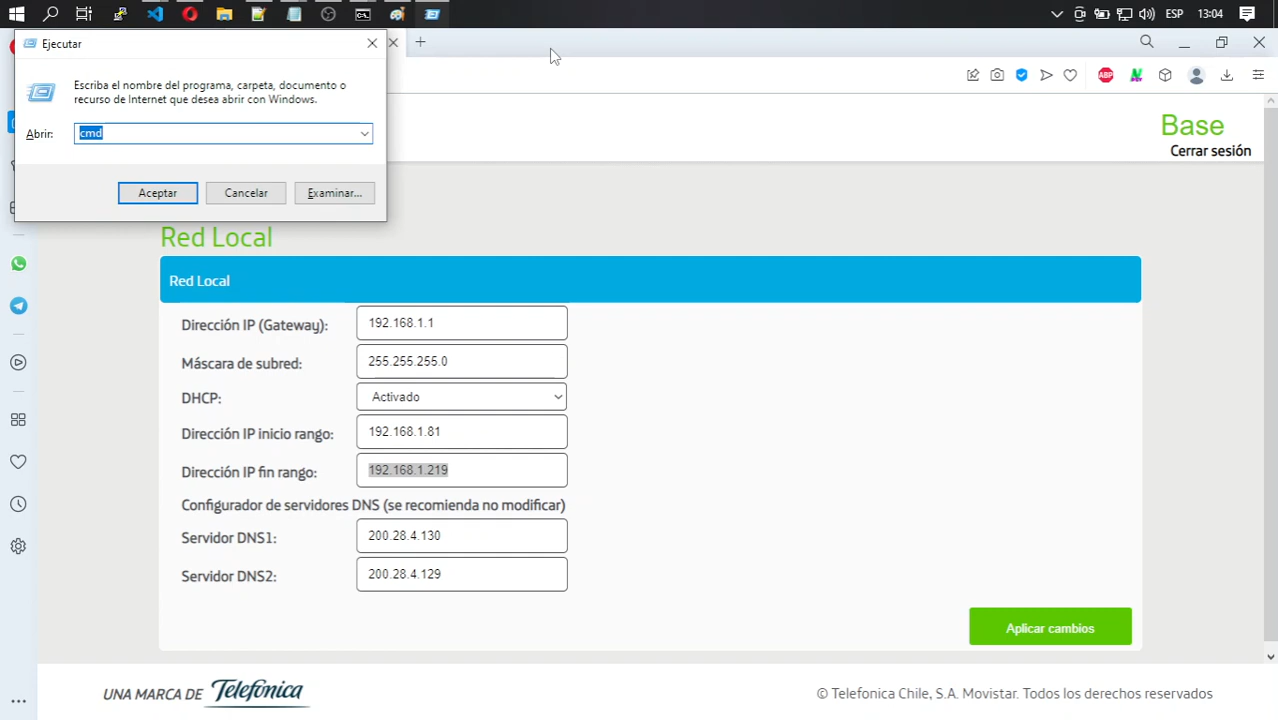 ESP
13:04
Ejecutar
Escriba el nombre del programa, carpeta, documento o
recurso de Internet que desea abrir con Windows.
Abrir:
cmd
Aceptar
Cancelar
Examinar...
ABP
Base
Cerrar sesión
Red Local
Red Local
Dirección IP (Gateway):
192.168.1.1
Máscara de subred:
255.255.255.0
DHCP:
Activado
Dirección IP inicio rango:
192.168.1.81
Dirección IP fin rango:
192.168.1.219
Configurador de servidores DNS (se recomienda no modificar)
Servidor DNS1:
200.28.4.130
Servidor DNS2:
200.28.4.129
Aplicar cambios
UNA MARCA DE Telefónica
© Telefonica Chile, S.A. Movistar. Todos los derechos reservados